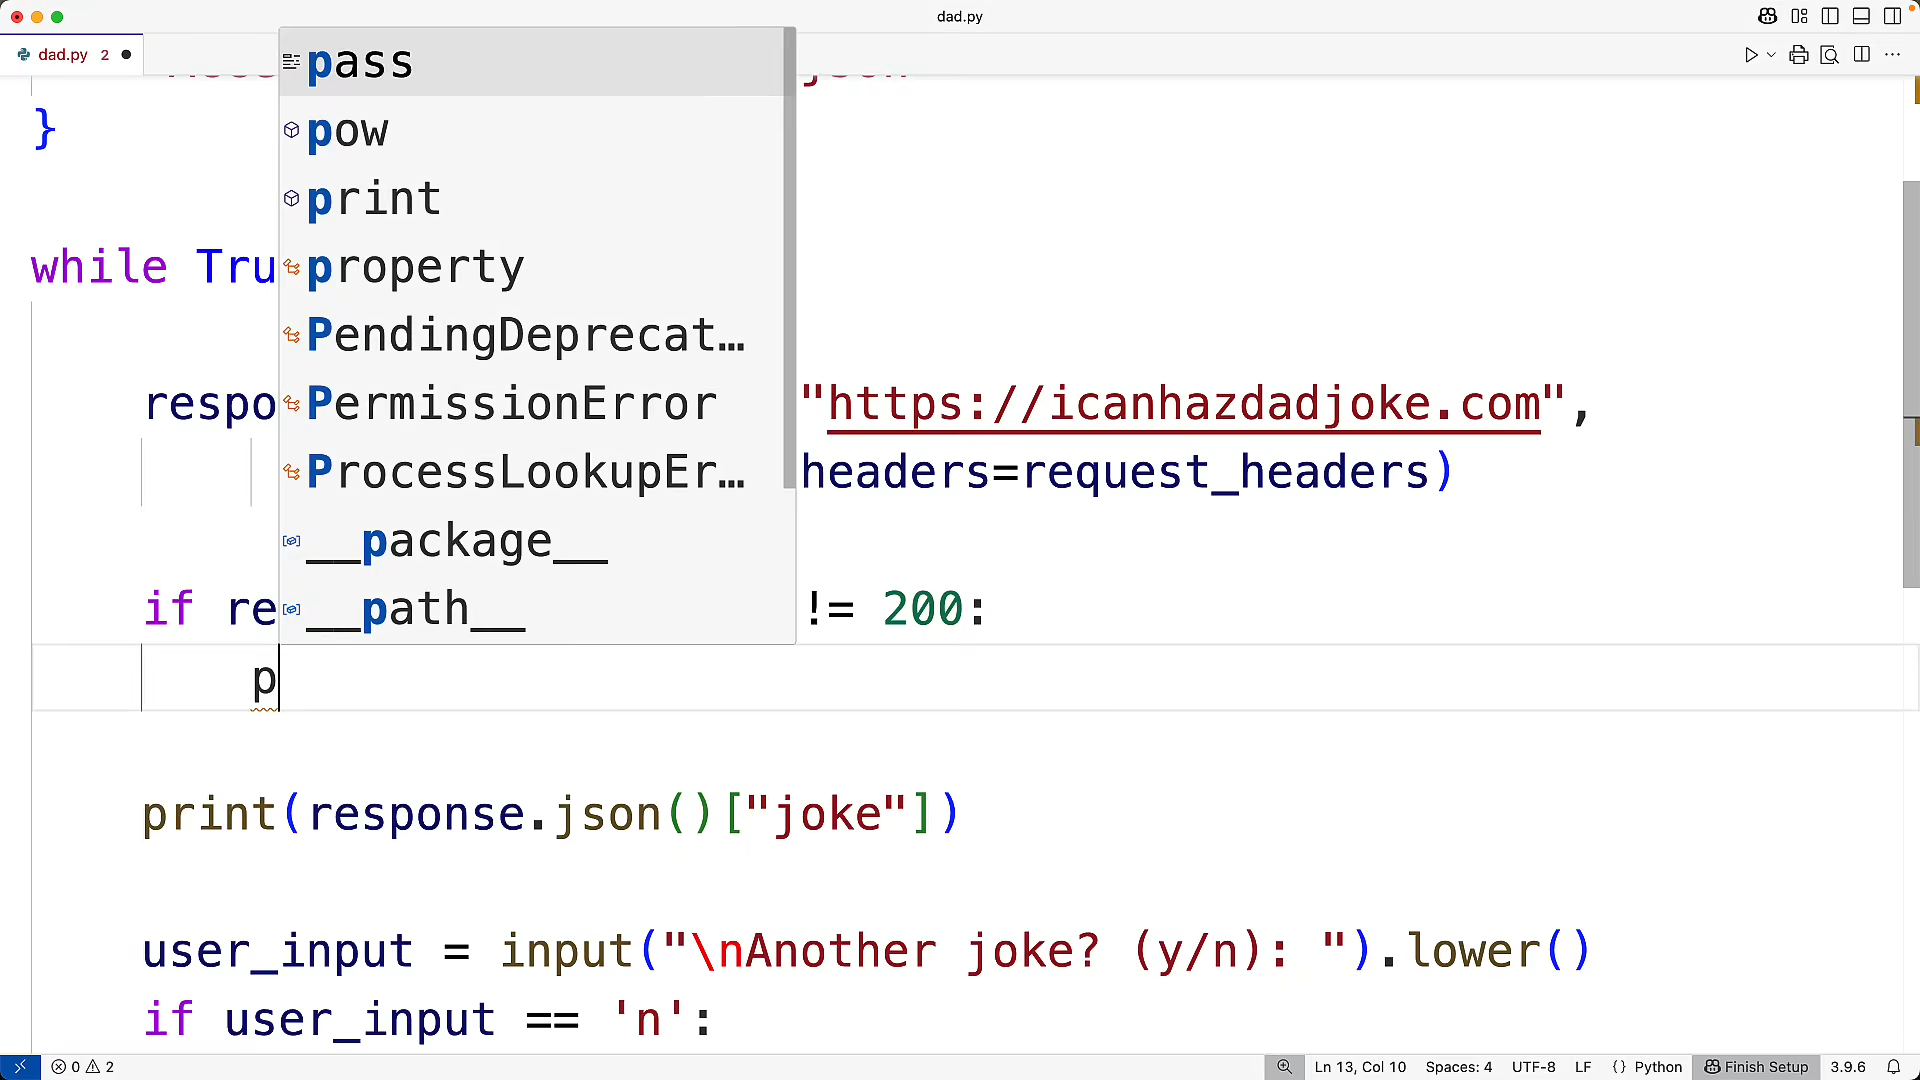 dad.py
dad.py 2
pass
}
pow
print
while Tru
property
PendingDeprecat…
respo
PermissionError
"https://icanhazdadjoke.com",
ProcessLookupEr…
headers=request_headers)
__package__
if re
__path__
!= 200:
p
print(response.json()["joke"])
user_input = input("\nAnother joke? (y/n): ").lower()
if user_input == 'n':
0 2
Ln 13, Col 10 Spaces: 4 UTF-8 LF {} Python Finish Setup 3.9.6